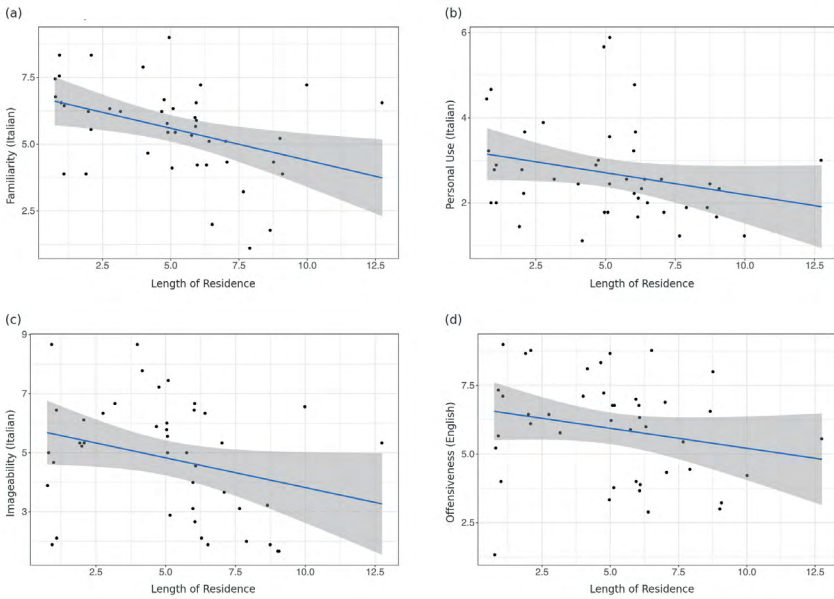 (a)
Familiarity (Italian)
7.5
5.0
2.5
2.5
5.0
7.5
10.0
12.5
Length of Residence
(b)
Personal Use (Italian)
6
4
2
2.5
5.0
7.5
10.0
12.5
Length of Residence
(c)
Imageability (Italian)
9
7
5
3
2.5
5.0
7.5
10.0
12.5
Length of Residence
(d)
Offensiveness (English)
7.5
5.0
2.5
2.5
5.0
7.5
10.0
12.5
Length of Residence